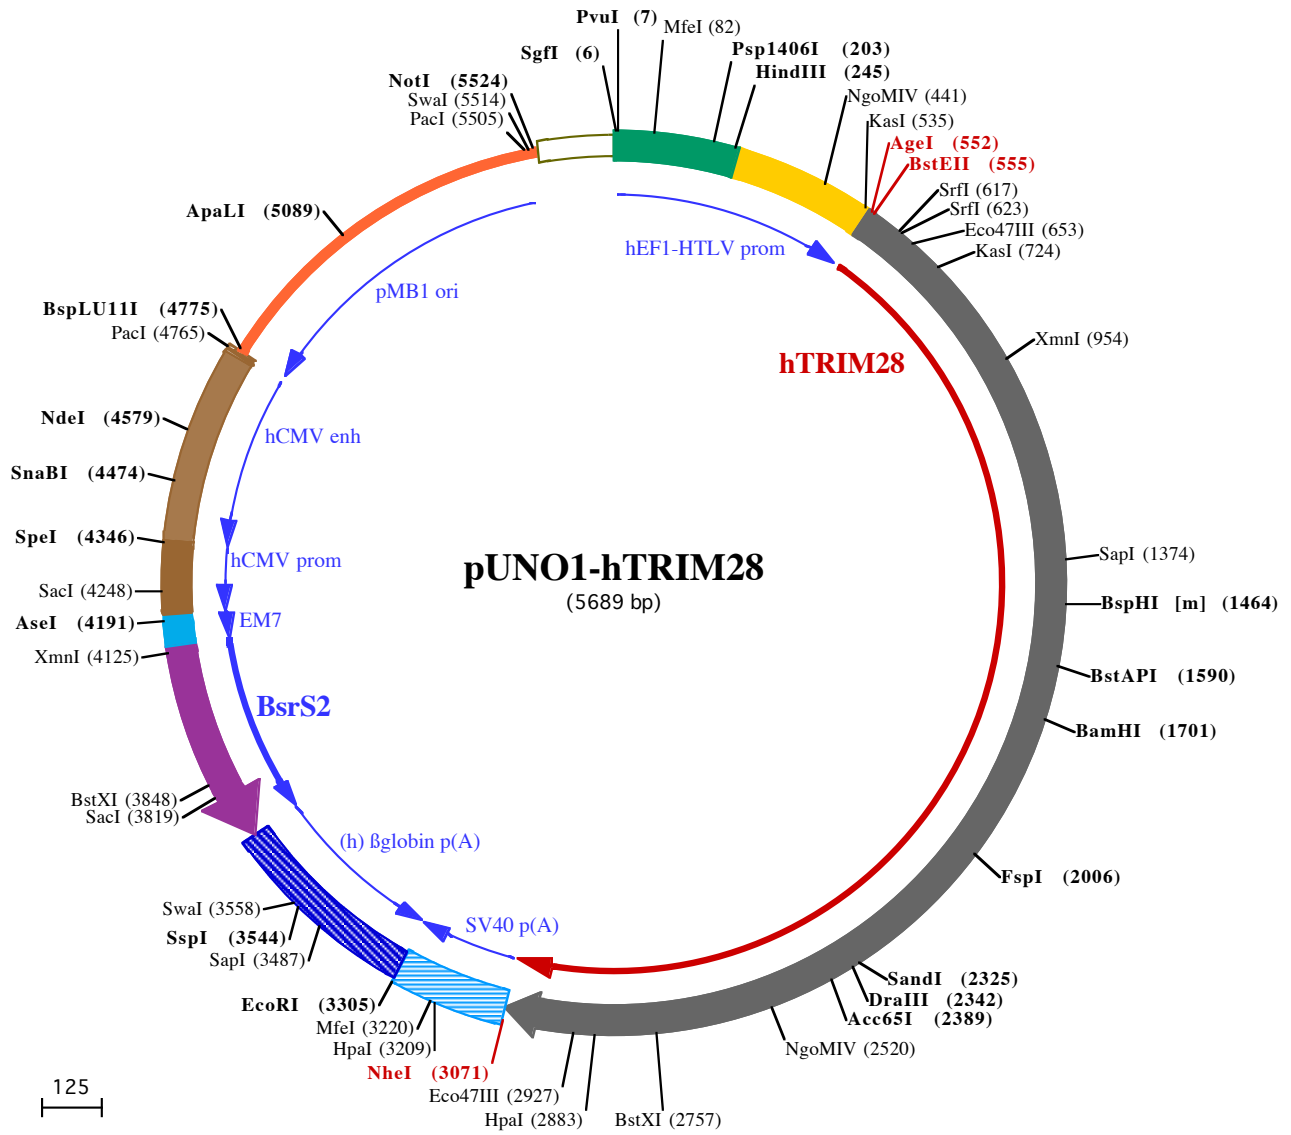 PvuI (7)
MfeI (82)
SgfI (6)
Psp1406I (203)
HindIII (245)
NotI (5524)
SwaI (5514)
PacI (5505)
NgoMIV (441)
KasI (535)
AgeI (552)
BstEII (555)
SrfI (617)
SrfI (623)
Eco47III (653)
KasI (724)
ApaLI (5089)
hEF1-HTLV prom
pMB1 ori
BspLU11I (4775)
PacI (4765)
XmnI (954)
hTRIM28
NdeI (4579)
hCMV enh
SnaBI (4474)
SpeI (4346)
hCMV prom
pUNO1-hTRIM28
(5689 bp)
SapI (1374)
SacI (4248)
BspHI [m] (1464)
AseI (4191)
EM7
XmnI (4125)
BstAPI (1590)
BsrS2
BamHI (1701)
BstXI (3848)
SacI (3819)
(h) ßglobin p(A)
FspI (2006)
SwaI (3558)
SspI (3544)
SapI (3487)
SV40 p(A)
SandI (2325)
DraIII (2342)
Acc65I (2389)
EcoRI (3305)
MfeI (3220)
HpaI (3209)
NgoMIV (2520)
NheI (3071)
Eco47III (2927)
HpaI (2883)
BstXI (2757)
125